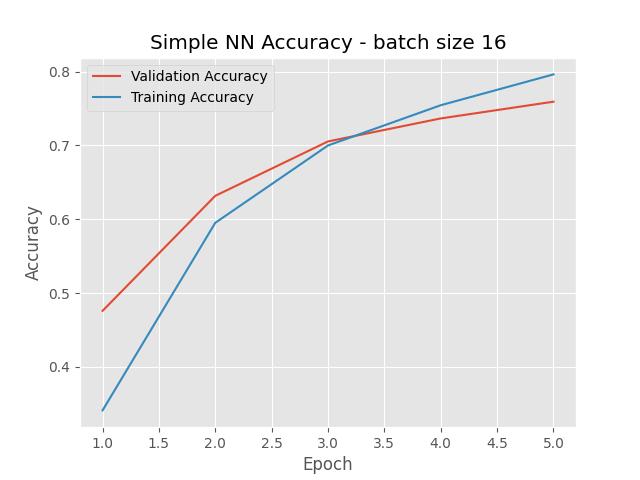 Simple NN Accuracy - batch size 16
Validation Accuracy
Training Accuracy
0.8
0.7
0.6
0.5
0.4
Accuracy
1.0 1.5 2.0 2.5 3.0 3.5 4.0 4.5 5.0
Epoch